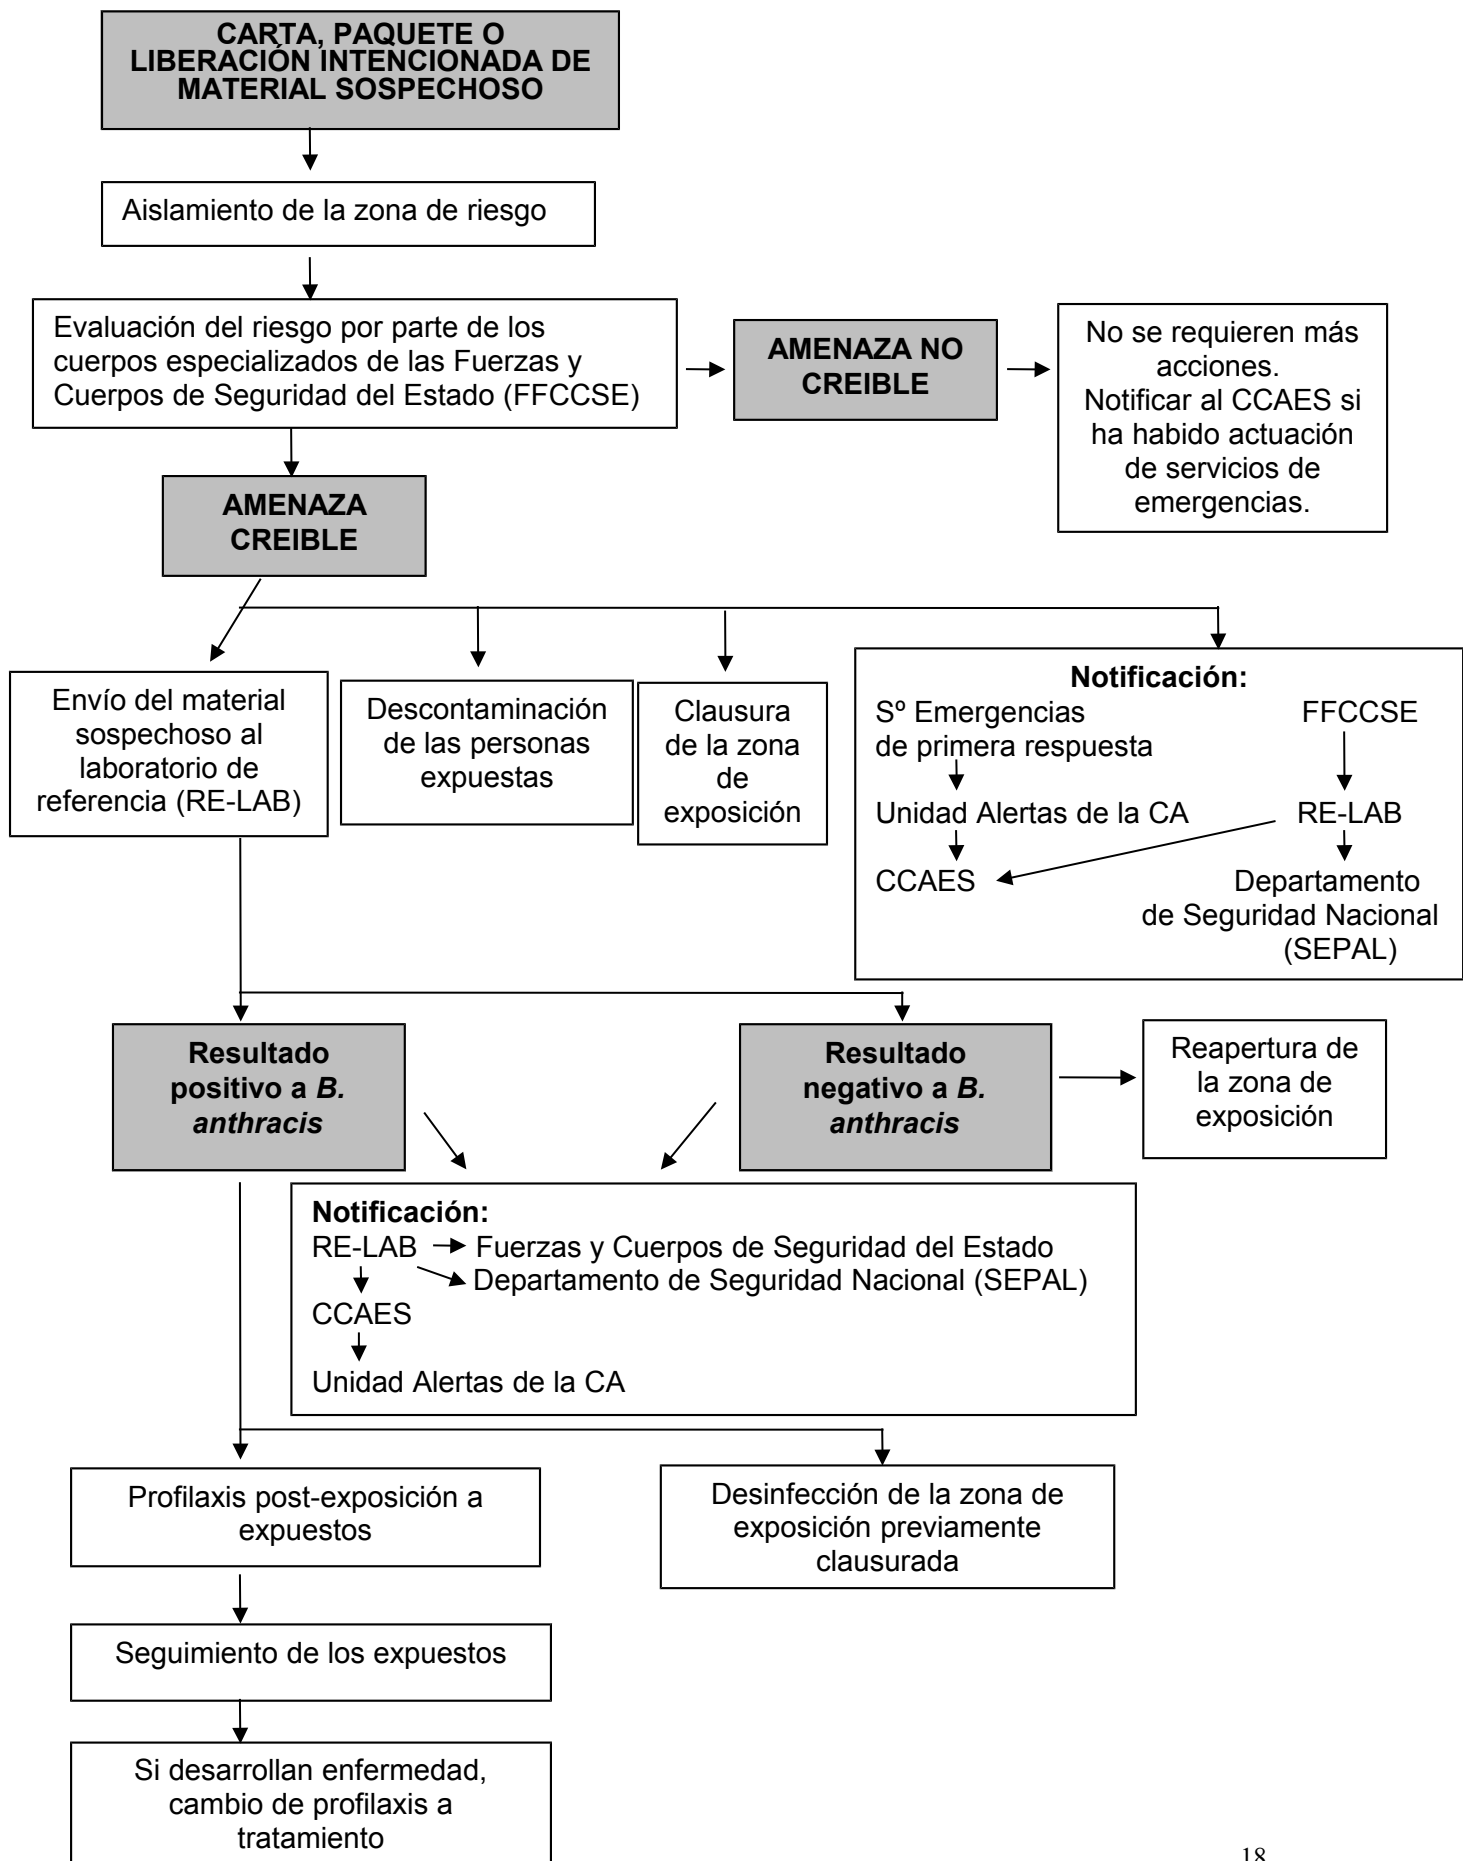 CARTA, PAQUETE O
LIBERACIÓN INTENCIONADA DE
MATERIAL SOSPECHOSO
Aislamiento de la zona de riesgo
Evaluación del riesgo por parte de los
cuerpos especializados de las Fuerzas y
Cuerpos de Seguridad del Estado (FFCCSE)
AMENAZA NO
CREIBLE
No se requieren más
acciones.
Notificar al CCAES si
ha habido actuación
de servicios de
emergencias.
AMENAZA
CREIBLE
Envío del material
sospechoso al
laboratorio de
referencia (RE-LAB)
Descontaminación
de las personas
expuestas
Clausura
de la zona
de
exposición
Notificación:
Sº Emergencias
de primera respuesta
FFCCSE
Unidad Alertas de la CA
RE-LAB
CCAES
Departamento
de Seguridad Nacional
(SEPAL)
Resultado
positivo a B.
anthracis
Resultado
negativo a B.
anthracis
Reapertura de
la zona de
exposición
Notificación:
RE-LAB
Fuerzas y Cuerpos de Seguridad del Estado
Departamento de Seguridad Nacional (SEPAL)
CCAES
Unidad Alertas de la CA
Profilaxis post-exposición a
expuestos
Desinfección de la zona de
exposición previamente
clausurada
Seguimiento de los expuestos
Si desarrollan enfermedad,
cambio de profilaxis a
tratamiento
18